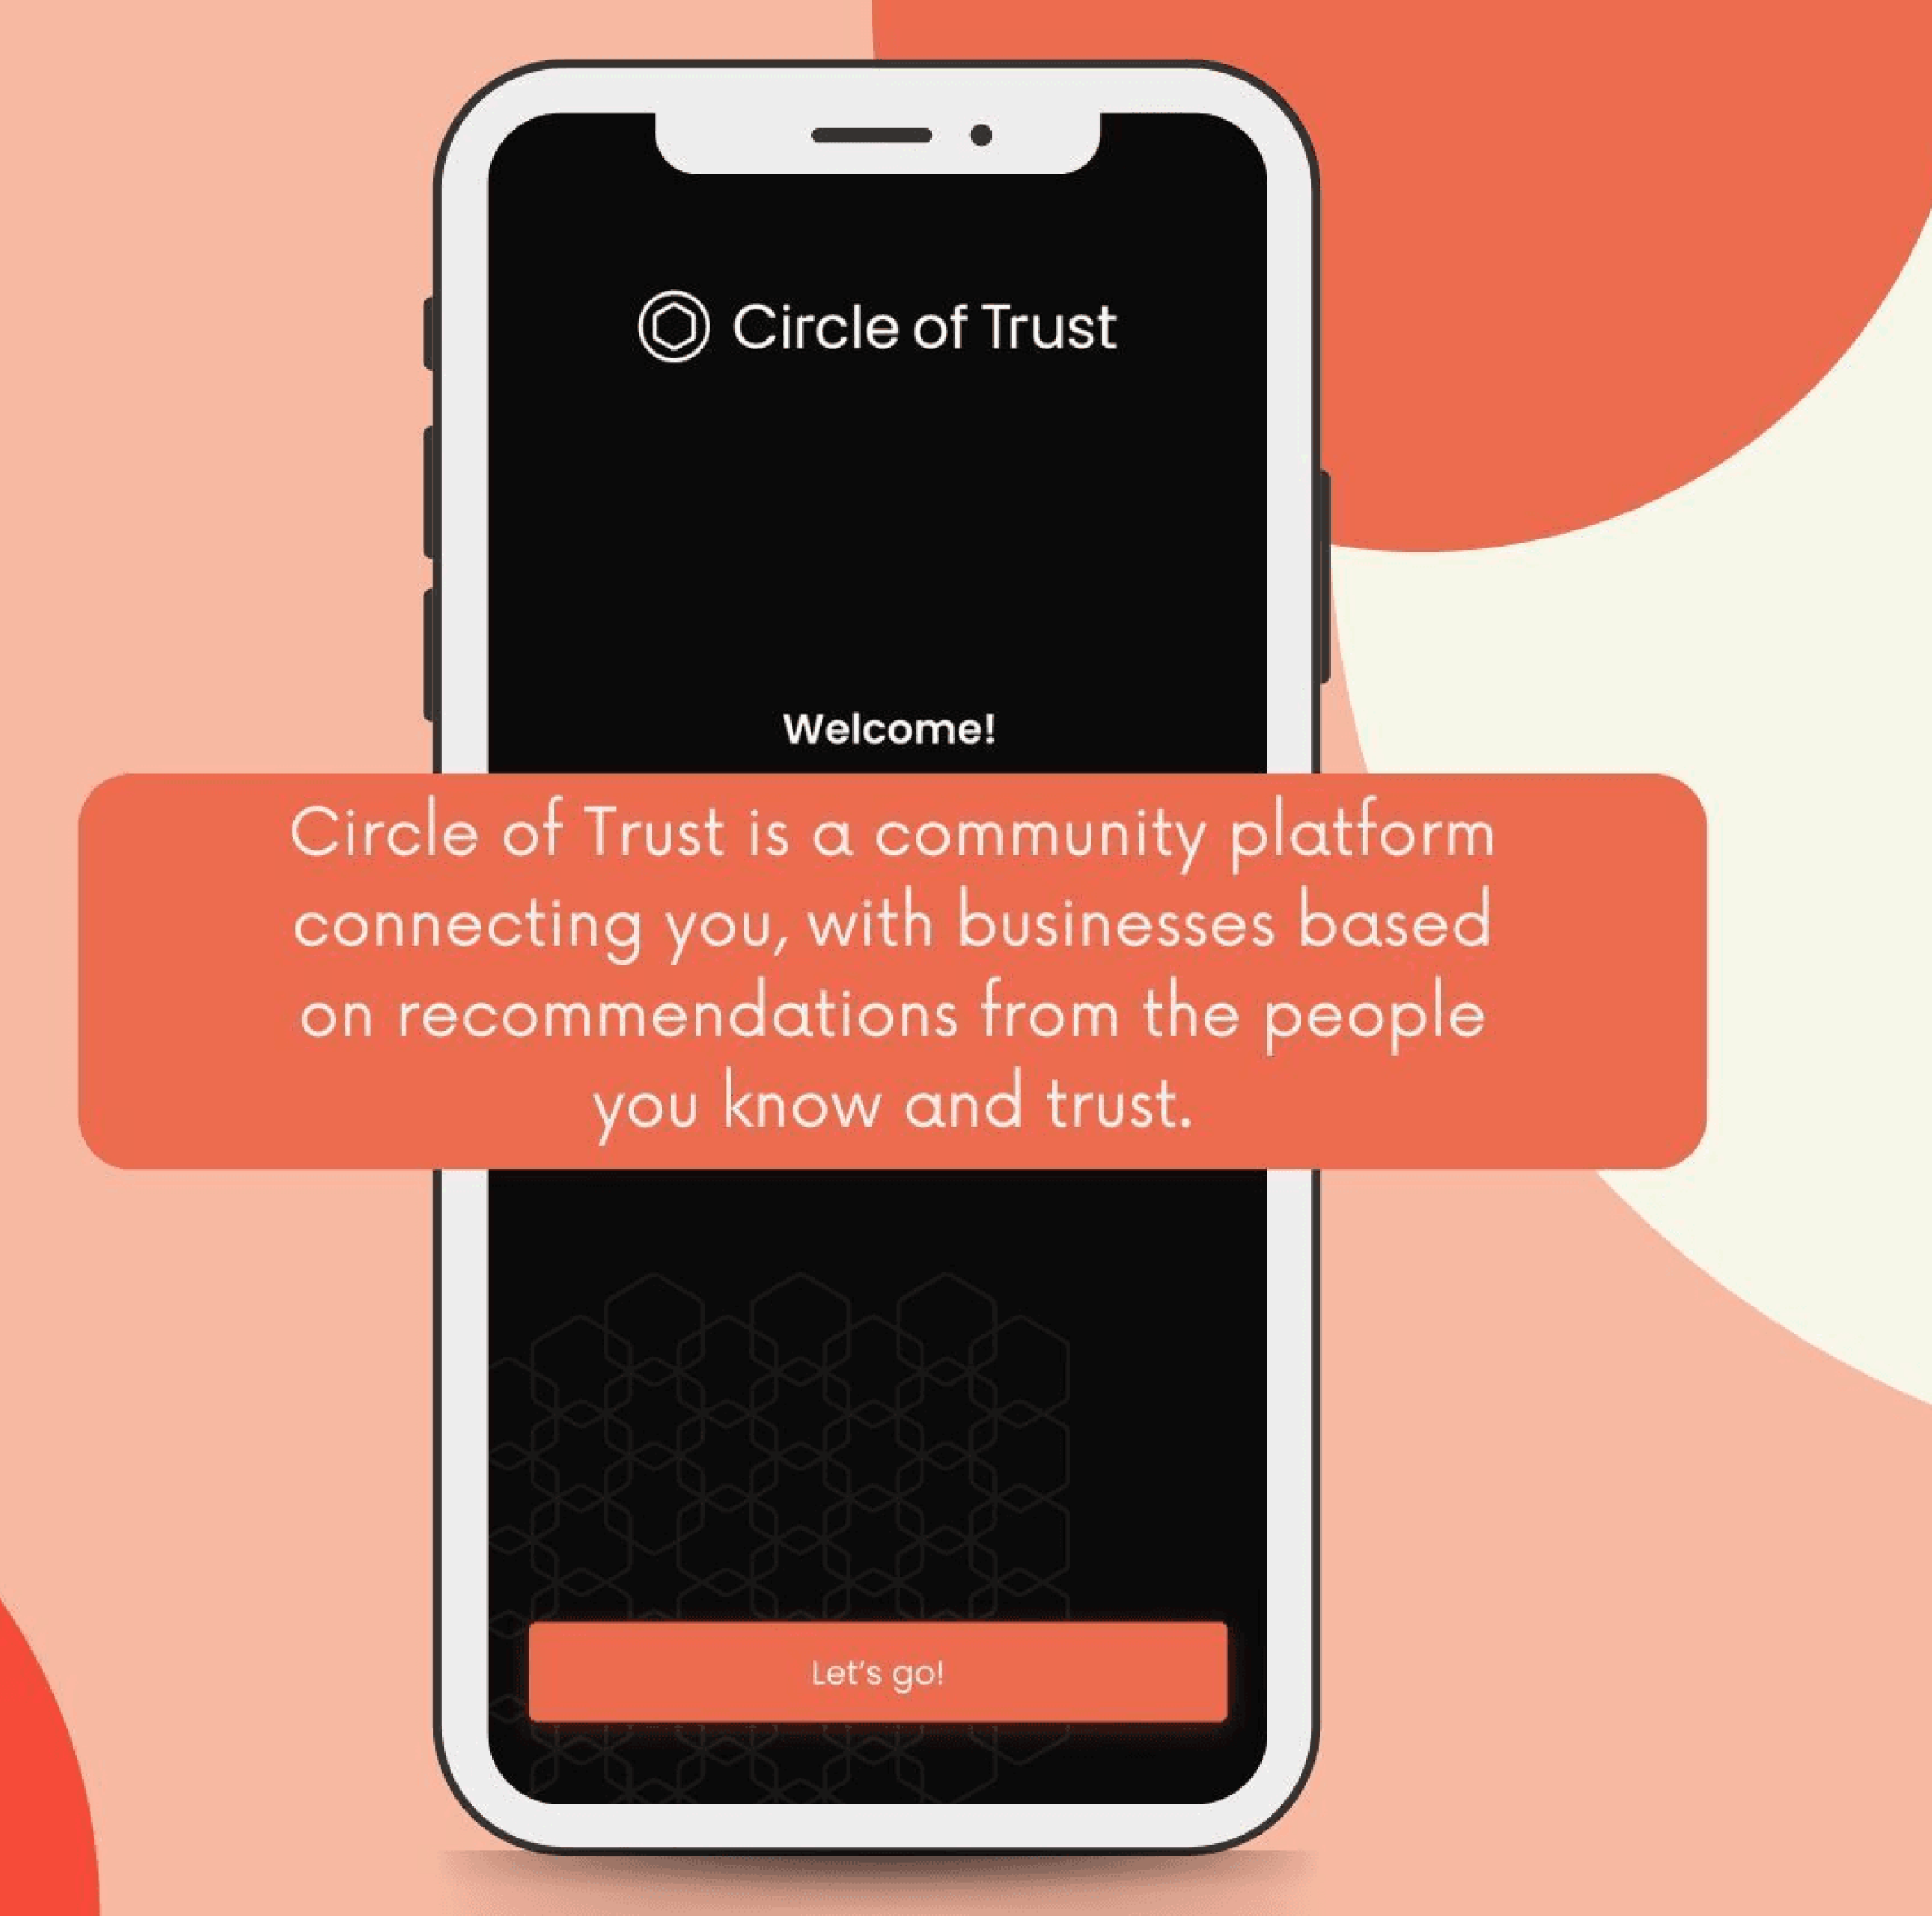 Circle of Trust
Welcome!
Circle of Trust is a community platform
connecting you, with businesses based
on recommendations from the people
you know and trust.
Let's go!